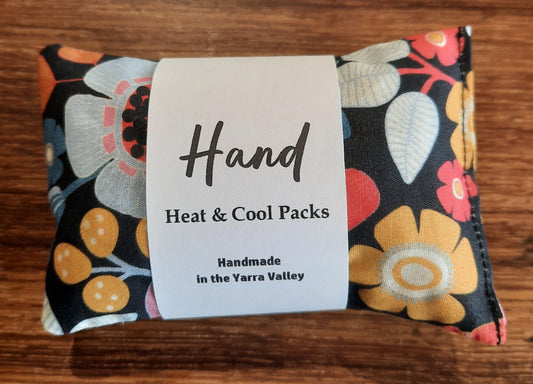 Hand
Heat & Cool Packs
Handmade
in the Yarra Valley